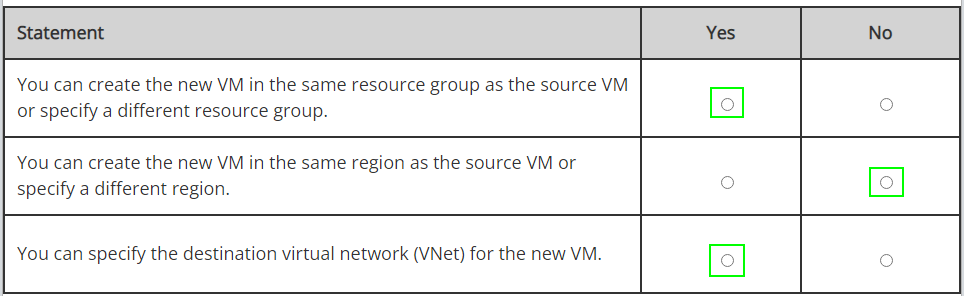 Statement Yes No
You can create the new VM in the same resource group as the source VM
or specify a different resource group.
You can create the new VM in the same region as the source VM or
specify a different region.
You can specify the destination virtual network (VNet) for the new VM.